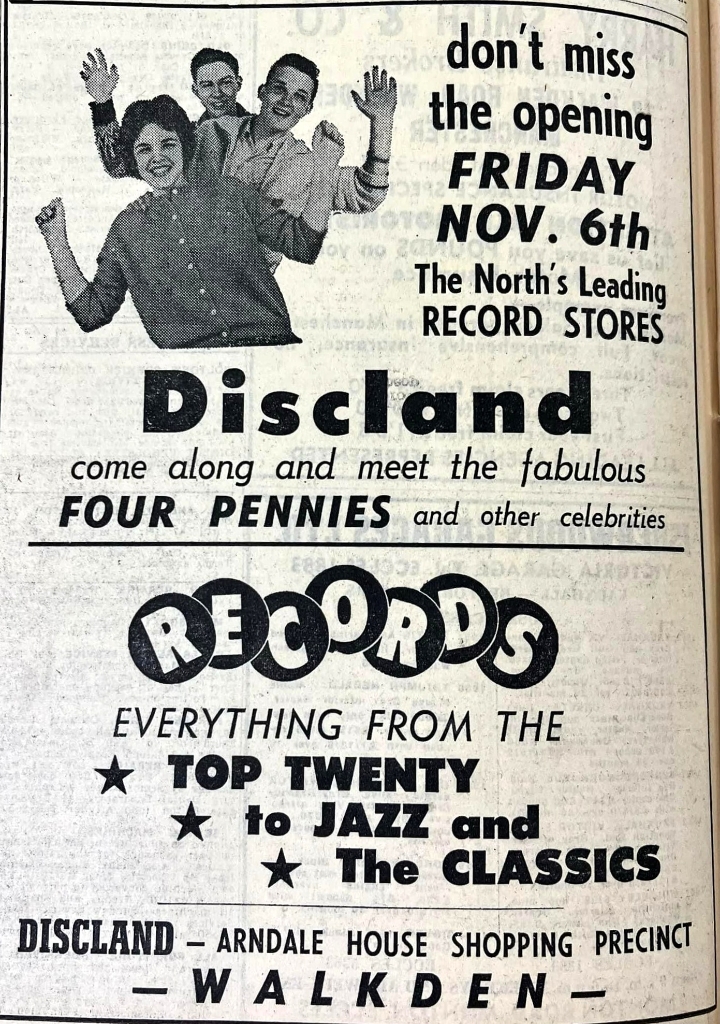 don't miss
the opening
FRIDAY
NOV. 6th
The North's Leading
RECORD STORES
Discland
come along and meet the fabulous
FOUR PENNIES and other celebrities
RECORDS
EVERYTHING FROM THE
★ TOP TWENTY
★ to JAZZ and
★ The CLASSICS
DISCLAND — ARNDALE HOUSE SHOPPING PRECINCT
— WALKDEN —